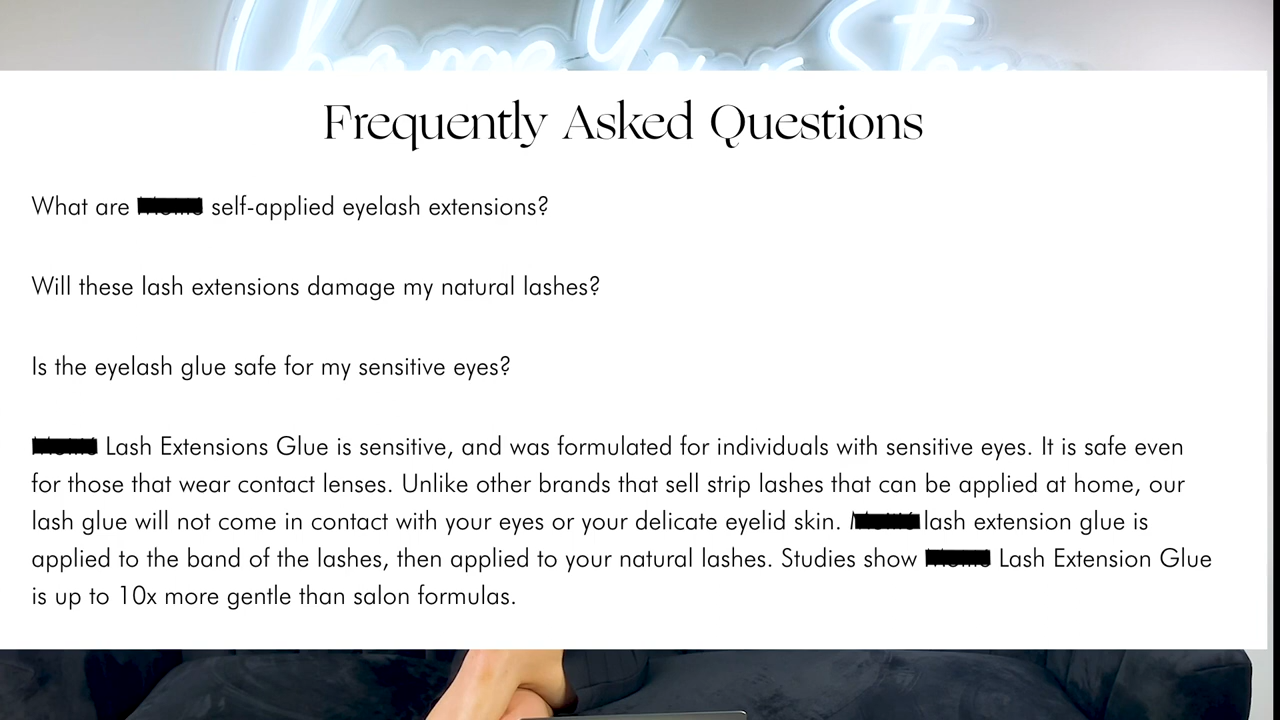 Change Your Story
Frequently Asked Questions
What are self-applied eyelash extensions?
Will these lash extensions damage my natural lashes?
Is the eyelash glue safe for my sensitive eyes?
Lash Extensions Glue is sensitive, and was formulated for individuals with sensitive eyes. It is safe even
for those that wear contact lenses. Unlike other brands that sell strip lashes that can be applied at home, our
lash glue will not come in contact with your eyes or your delicate eyelid skin. lash extension glue is
applied to the band of the lashes, then applied to your natural lashes. Studies show Lash Extension Glue
is up to 10x more gentle than salon formulas.